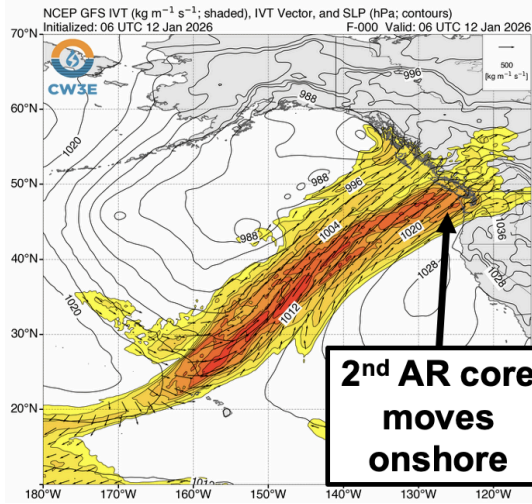 NCEP GFS IVT (kg m⁻¹ s⁻¹; shaded), IVT Vector, and SLP (hPa; contours)
Initialized: 06 UTC 12 Jan 2026 F-000 Valid: 06 UTC 12 Jan 2026
70°N
CW3E
500
[kg m⁻¹ s⁻¹]
988
996
1020
60°N
50°N
988
996
988
1004
1020
1036
40°N
1028
1028
1020
30°N
1012
20°N
2nd AR core
moves
onshore
180°W 170°W 160°W 150°W 140°W 130°W 120°W